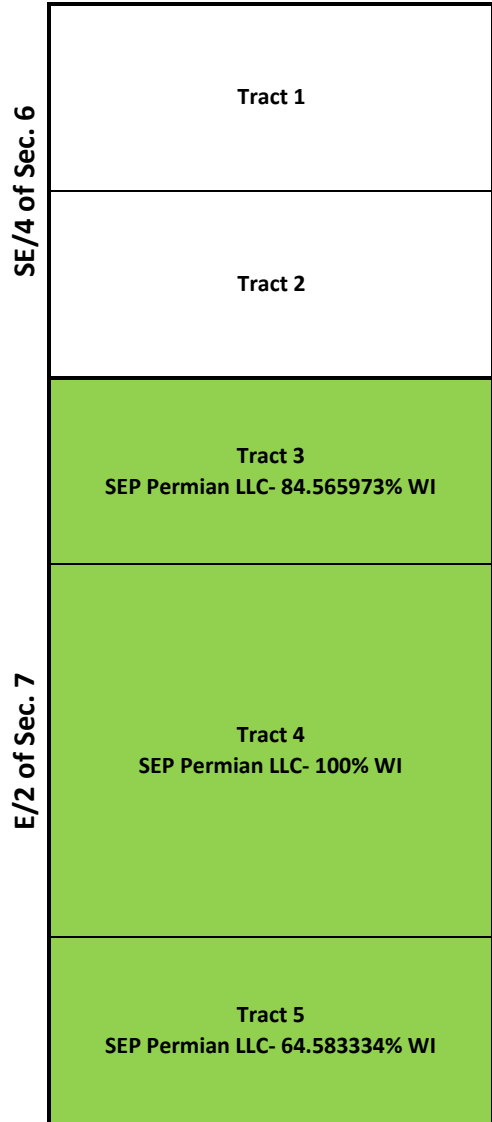 SE/4 of Sec. 6
Tract 1
Tract 2
E/2 of Sec. 7
Tract 3
SEP Permian LLC- 84.565973% WI
Tract 4
SEP Permian LLC- 100% WI
Tract 5
SEP Permian LLC- 64.583334% WI